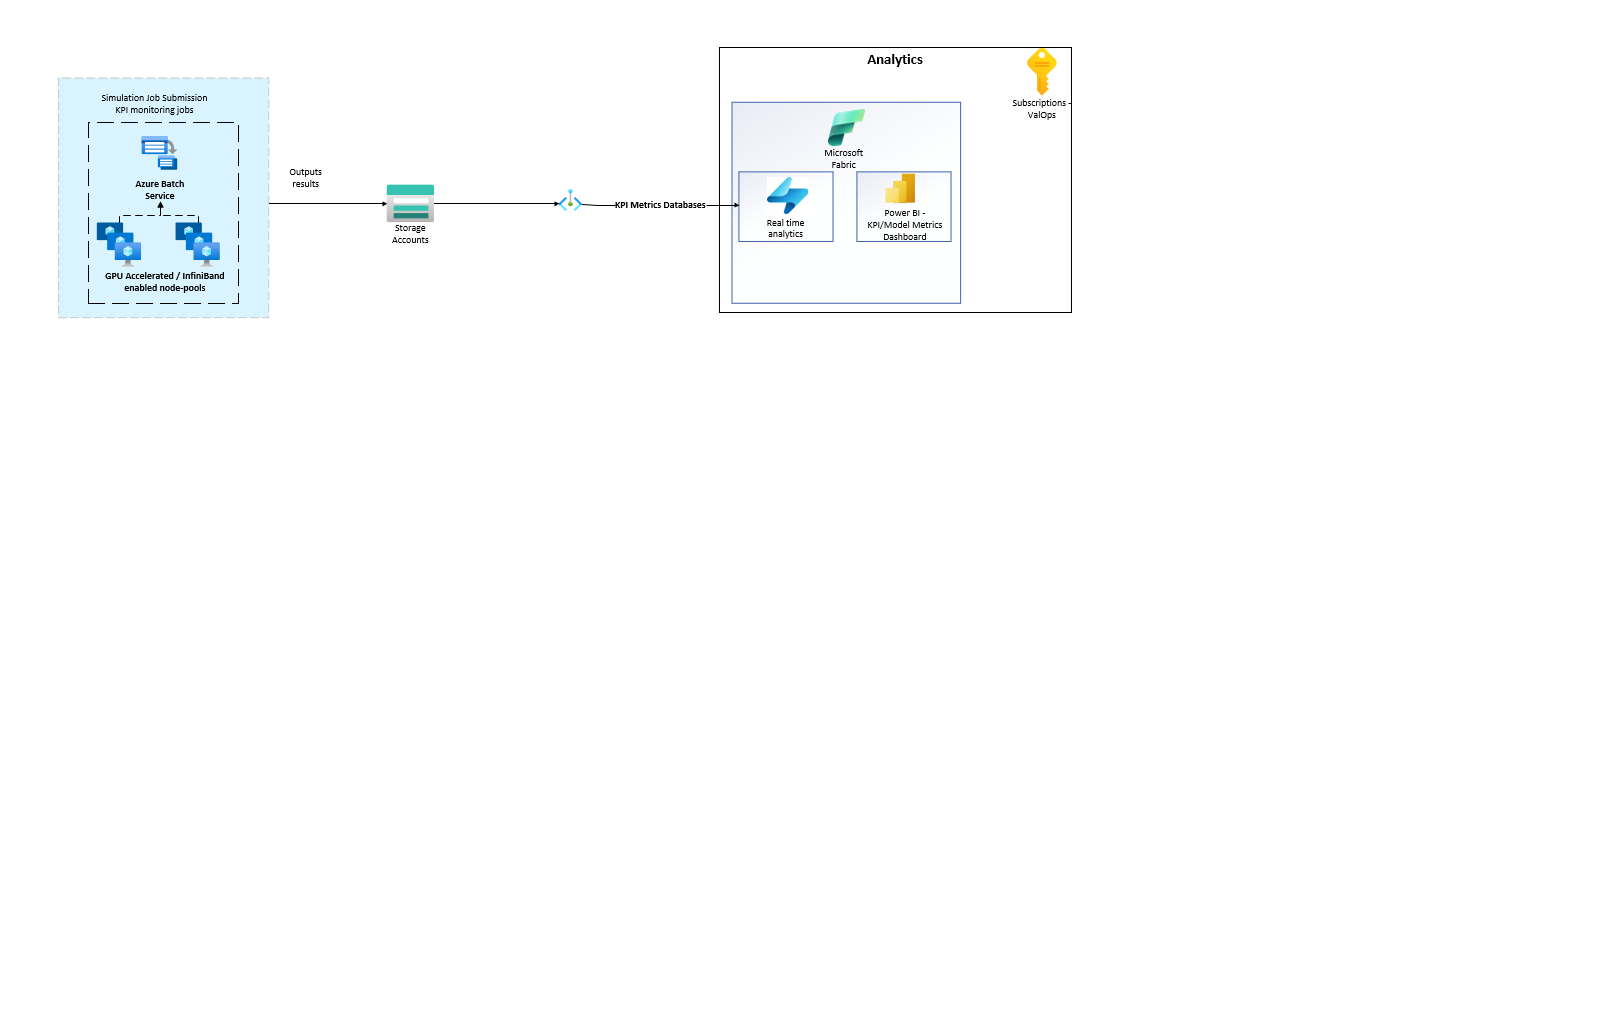 Simulation Job Submission
KPI monitoring jobs
Azure Batch
Service
GPU Accelerated / InfiniBand
enabled node-pools
Outputs
results
Storage
Accounts
KPI Metrics Databases
Analytics
Subscriptions -
ValOps
Microsoft
Fabric
Real time
analytics
Power BI -
KPI/Model Metrics
Dashboard